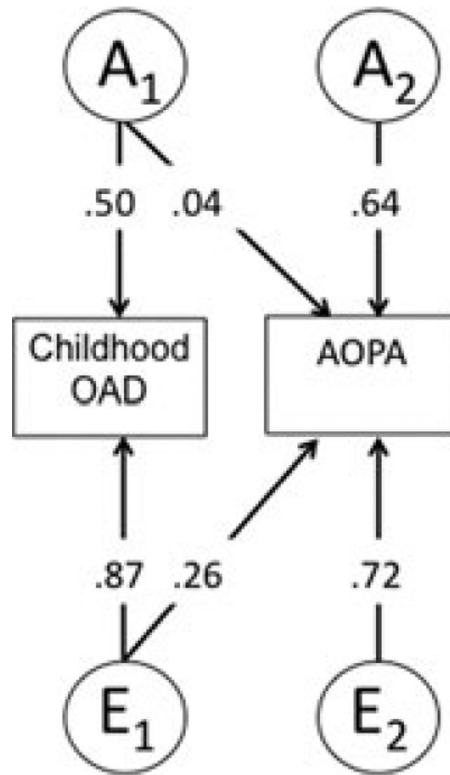 A1 A2
.50 .04 .64
Childhood
OAD
AOPA
.87 .26 .72
E1 E2